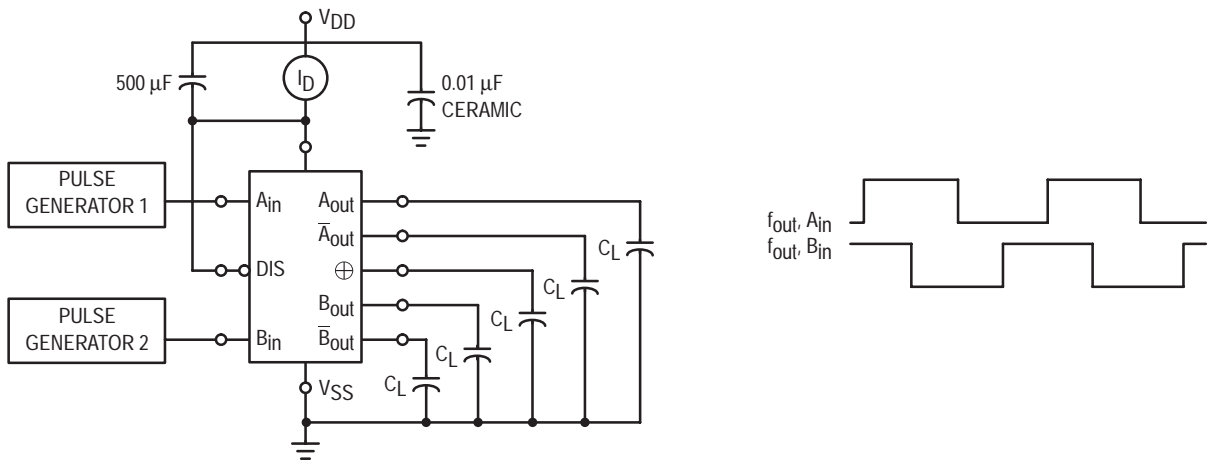 VDD
500 μF
ID
0.01 μF
CERAMIC
PULSE
GENERATOR 1
Ain
Aout
A̅out
CL
DIS
⊕
CL
Bout
CL
PULSE
GENERATOR 2
Bin
B̅out
CL
CL
VSS
fout, Ain
fout, Bin